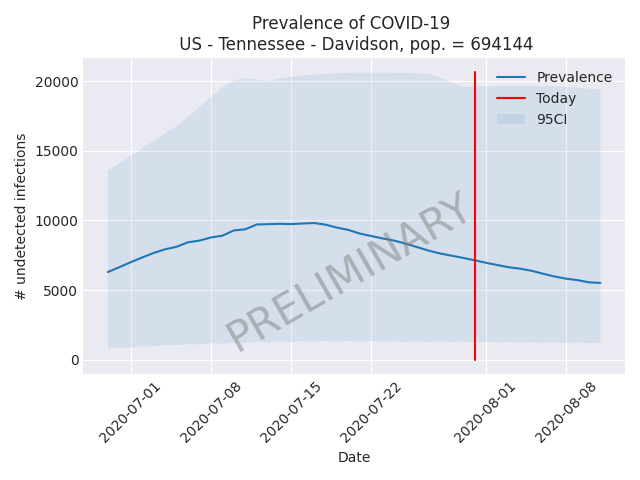 Prevalence of COVID-19
US - Tennessee - Davidson, pop. = 694144
20000
15000
10000
5000
0
# undetected infections
Prevalence
Today
95CI
PRELIMINARY
2020-07-01
2020-07-08
2020-07-15
2020-07-22
2020-08-01
2020-08-08
Date